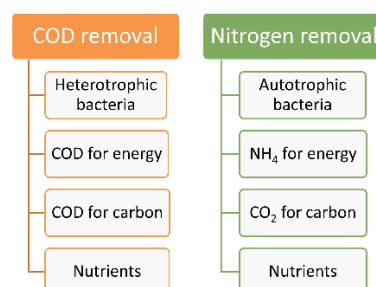 COD removal
Heterotrophic
bacteria
COD for energy
COD for carbon
Nutrients
Nitrogen removal
Autotrophic
bacteria
NH₄ for energy
CO₂ for carbon
Nutrients